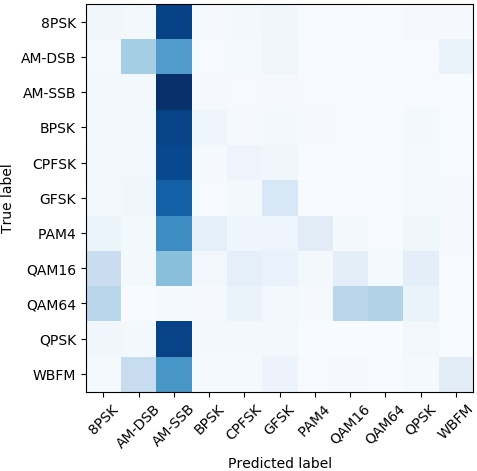 True label
8PSK
AM-DSB
AM-SSB
BPSK
CPFSK
GFSK
PAM4
QAM16
QAM64
QPSK
WBFM
8PSK AM-DSB AM-SSB BPSK CPFSK GFSK PAM4 QAM16 QAM64 QPSK WBFM
Predicted label